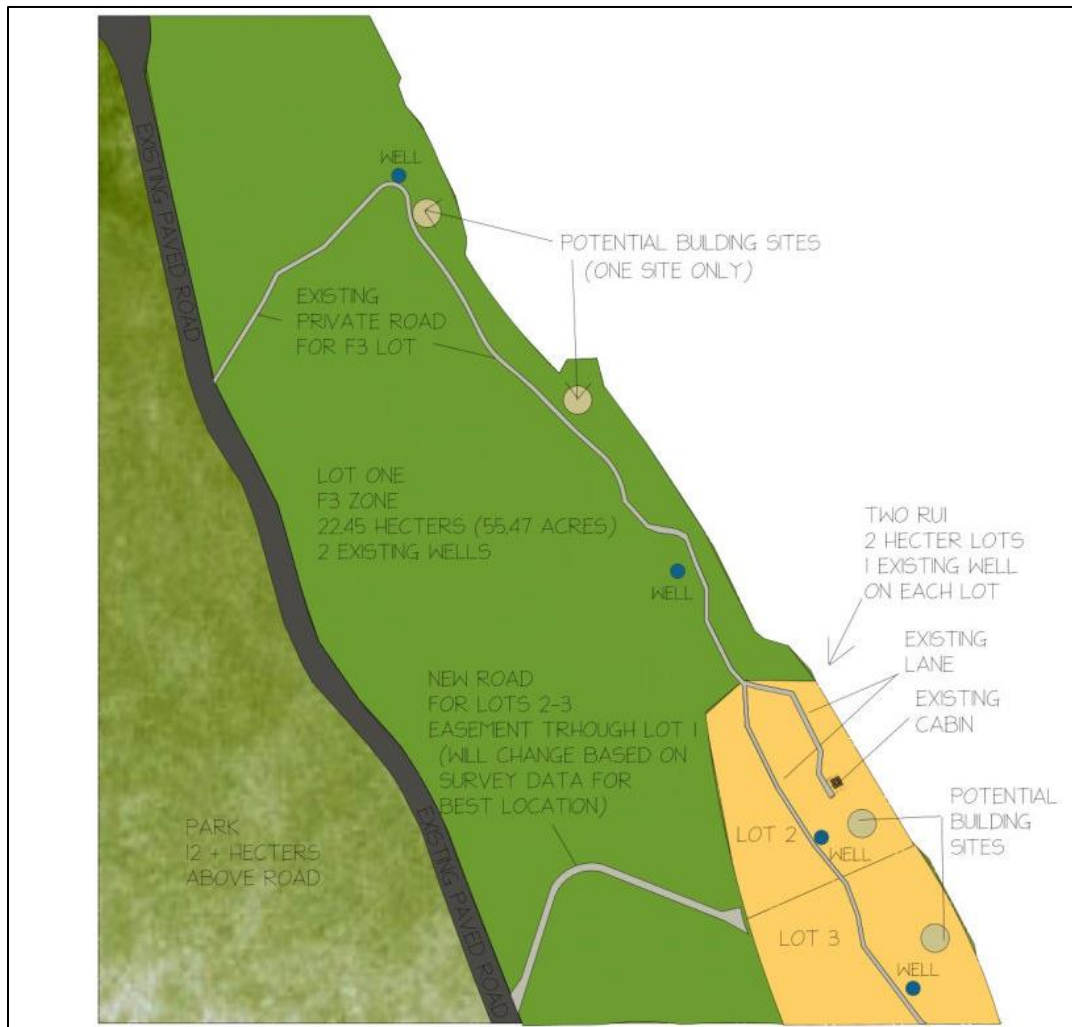 EXISTING PAVED ROAD
WELL
POTENTIAL BUILDING SITES
(ONE SITE ONLY)
EXISTING
PRIVATE ROAD
FOR F3 LOT
LOT ONE
F3 ZONE
22.45 HECTERS (55.47 ACRES)
2 EXISTING WELLS
WELL
TWO RUI
2 HECTER LOTS
1 EXISTING WELL
ON EACH LOT
EXISTING
LANE
EXISTING
CABIN
NEW ROAD
FOR LOTS 2-3
EASEMENT TRHOUGH LOT 1
(WILL CHANGE BASED ON
SURVEY DATA FOR
BEST LOCATION)
POTENTIAL
BUILDING
SITES
LOT 2
WELL
PARK
12 + HECTERS
ABOVE ROAD
EXISTING PAVED ROAD
LOT 3
WELL